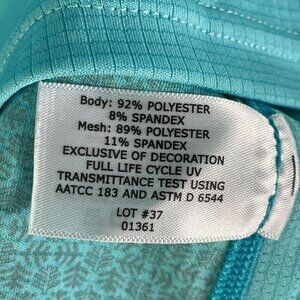 Body: 92% POLYESTER
8% SPANDEX
Mesh: 89% POLYESTER
11% SPANDEX
EXCLUSIVE OF DECORATION
FULL LIFE CYCLE UV
TRANSMITTANCE TEST USING
AATCC 183 AND ASTM D 6544
LOT #37
01361